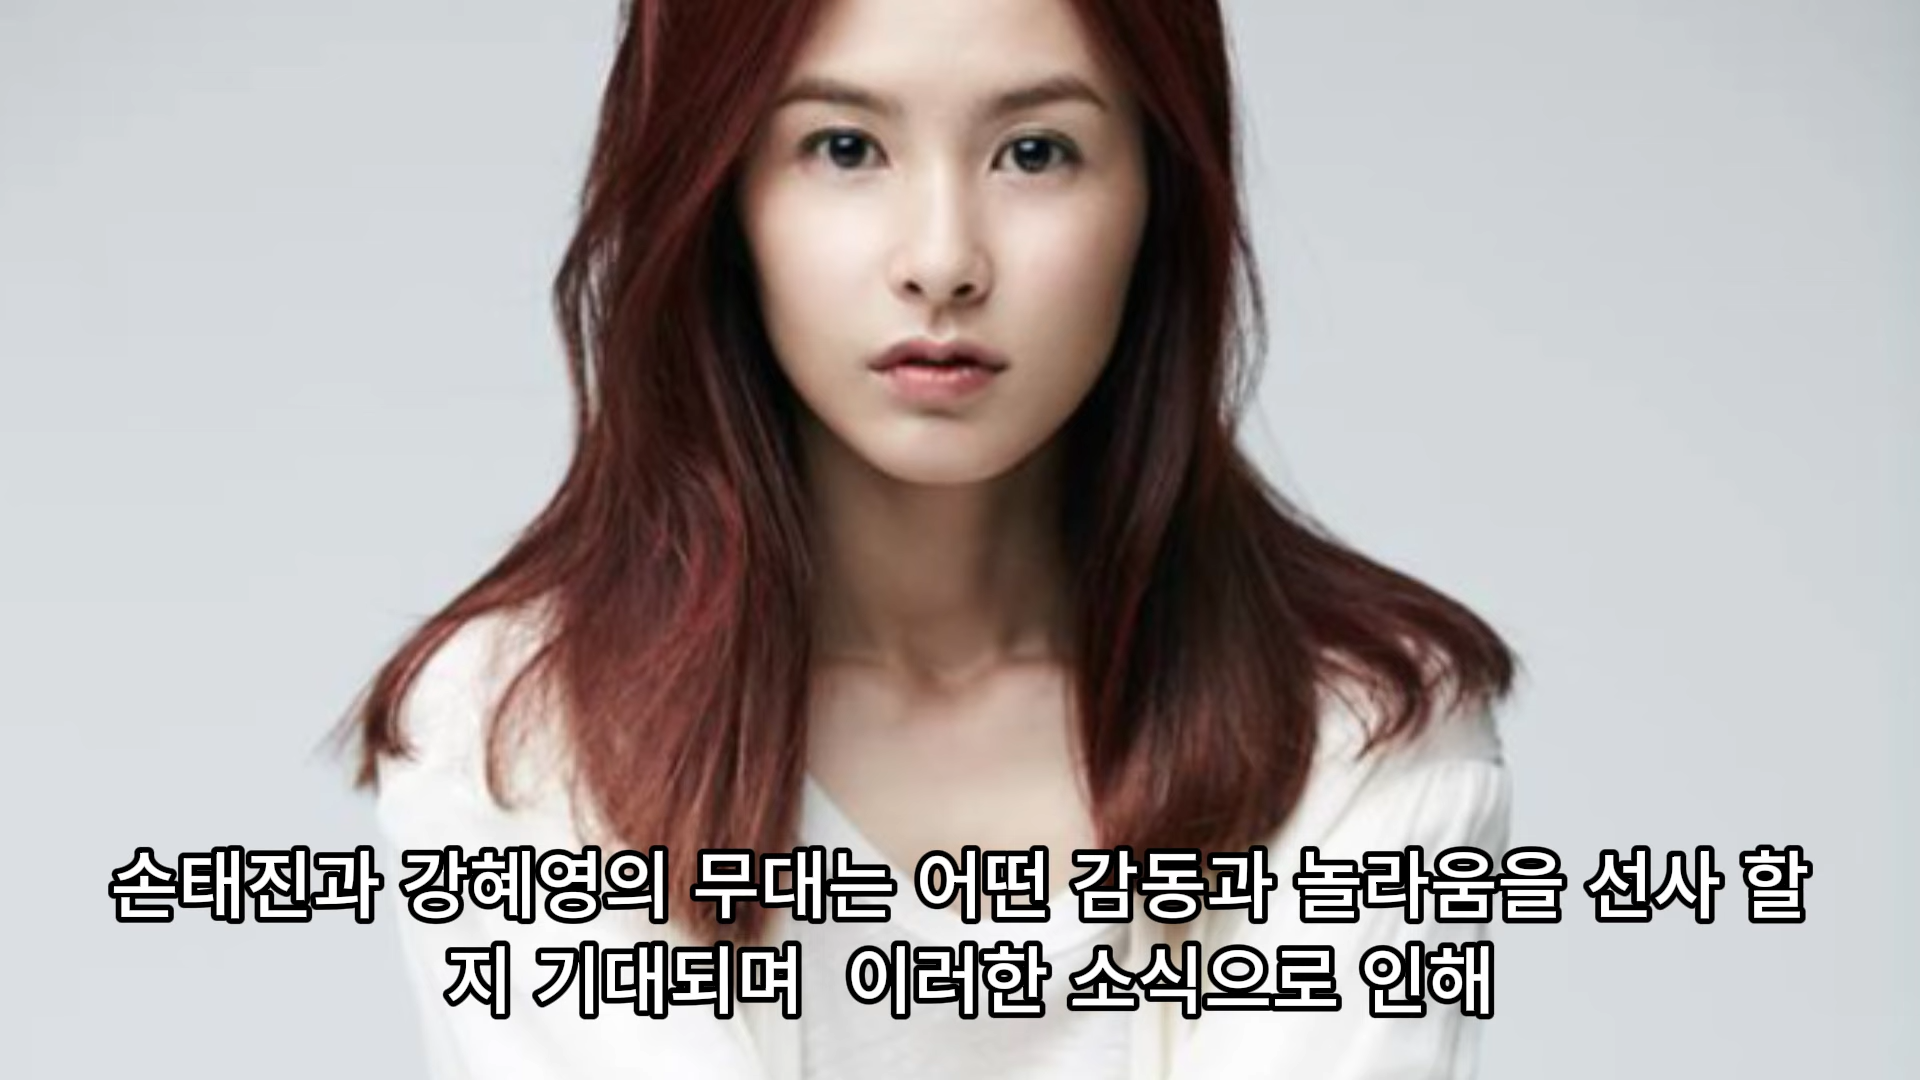 손태진과 강혜영의 무대는 어떤 감동과 놀라움을 선사 할
지 기대되며  이러한 소식으로 인해